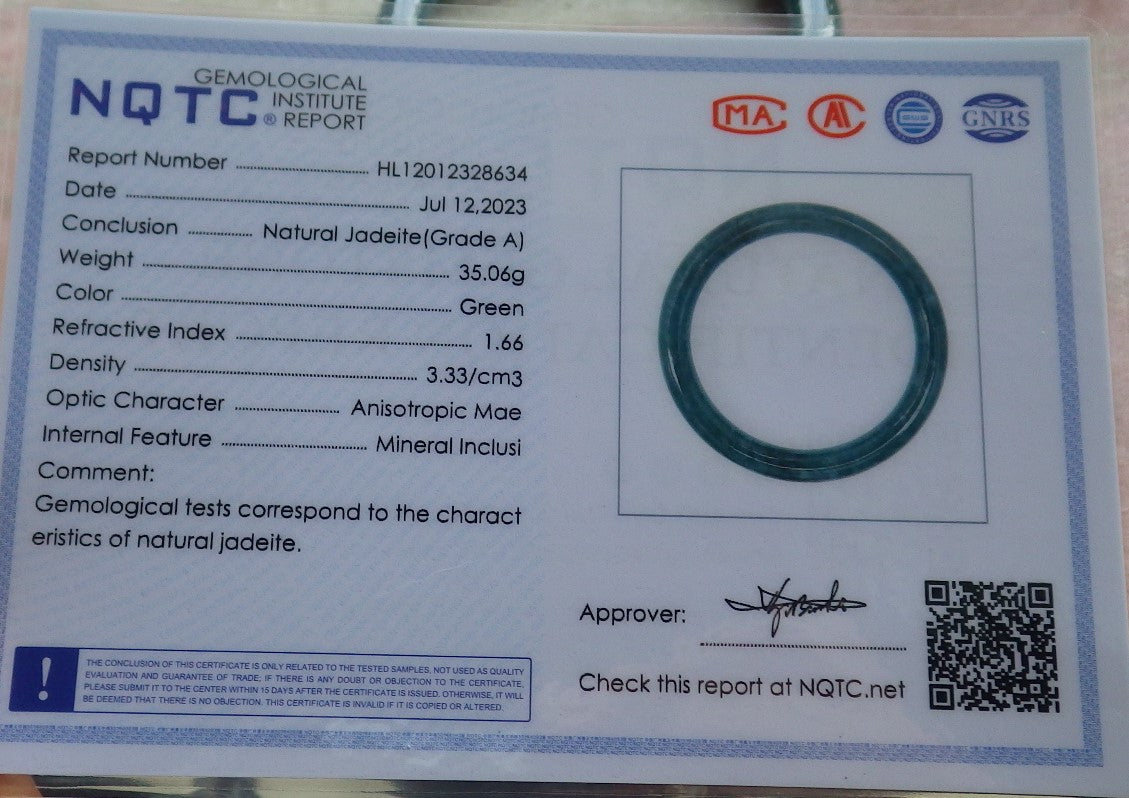 NQTC® GEMOLOGICAL INSTITUTE REPORT
Report Number HL12012328634
Date Jul 12,2023
Conclusion Natural Jadeite(Grade A)
Weight 35.06g
Color Green
Refractive Index 1.66
Density 3.33/cm3
Optic Character Anisotropic Mae
Internal Feature Mineral Inclusi
Comment:
Gemological tests correspond to the charact
eristics of natural jadeite.
!
THE CONCLUSION OF THIS CERTIFICATE IS ONLY RELATED TO THE TESTED SAMPLES, NOT USED AS QUALITY
EVALUATION AND GUARANTEE OF TRADE; IF THERE IS ANY DOUBT OR OBJECTION TO THE CERTIFICATE,
PLEASE SUBMIT IT TO THE CENTER WITHIN 15 DAYS AFTER THE CERTIFICATE IS ISSUED. OTHERWISE, IT WILL
BE DEEMED THAT THERE IS NO OBJECTION. THIS CERTIFICATE IS INVALID IF IT IS COPIED OR ALTERED.
MA GNRS
Approver:
Check this report at NQTC.net